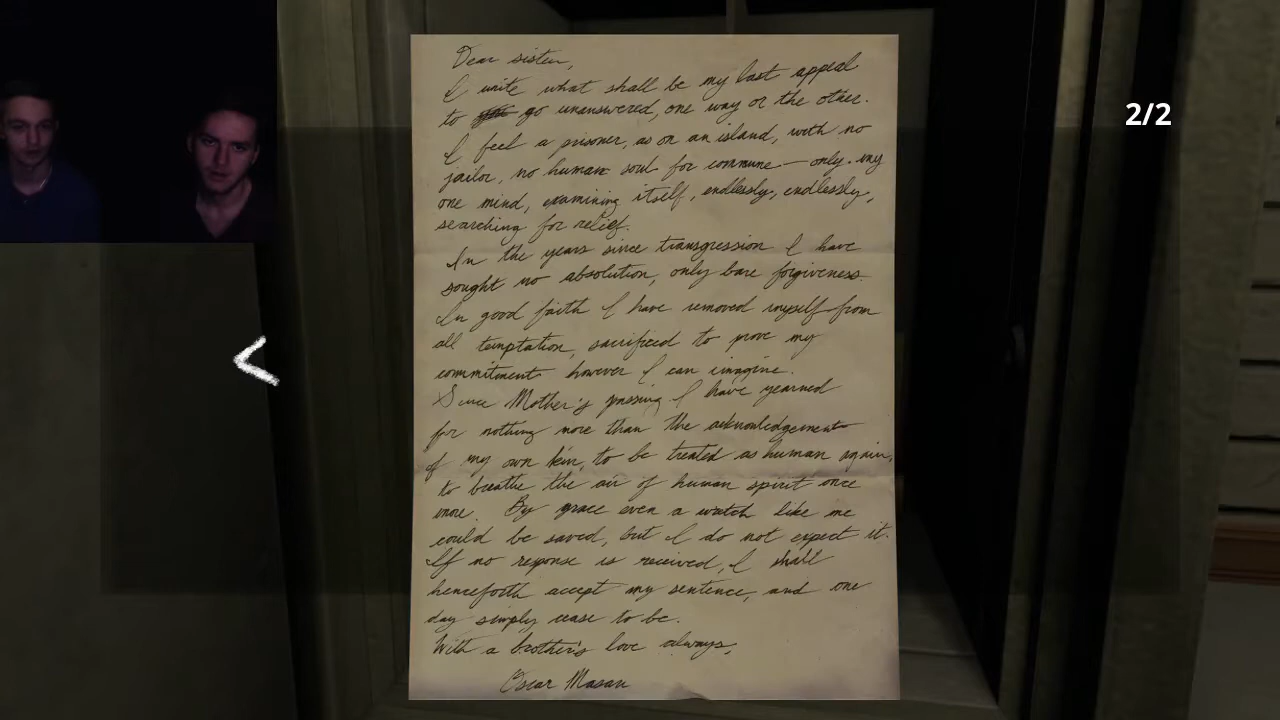 Dear sister,
I write what shall be my last appeal
to go unanswered, one way or the other.
I feel a prisoner, as on an island, with no
jailor, no human soul for commune — only my
one mind, examining itself, endlessly, endlessly,
searching for relief.
In the years since transgression I have
sought no absolution, only bare forgiveness.
In good faith I have removed myself from
all temptation, sacrificed to prove my
commitment however I can imagine.
Since Mother's passing I have yearned
for nothing more than the acknowledgement
of my own kin, to be treated as human again,
to breathe the air of human spirit once
more. By grace even a wretch like me
could be saved, but I do not expect it.
If no reponse is received, I shall
henceforth accept my sentence, and one
day simply cease to be.
With a brother's love always,
Oscar Masan
2/2
<